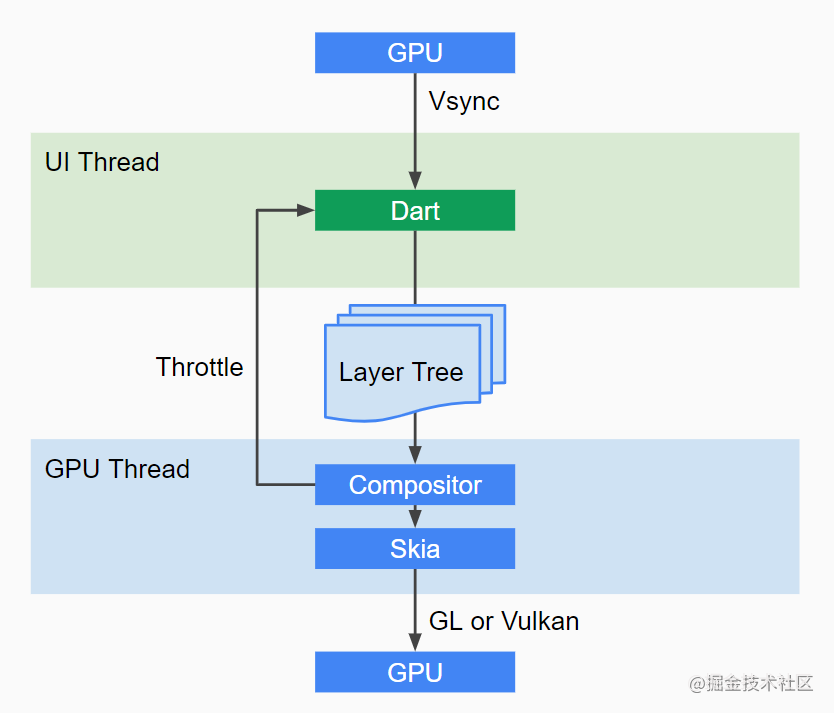 GPU
Vsync
UI Thread
Dart
Layer Tree
Throttle
GPU Thread
Compositor
Skia
GL or Vulkan
GPU
@掘金技术社区